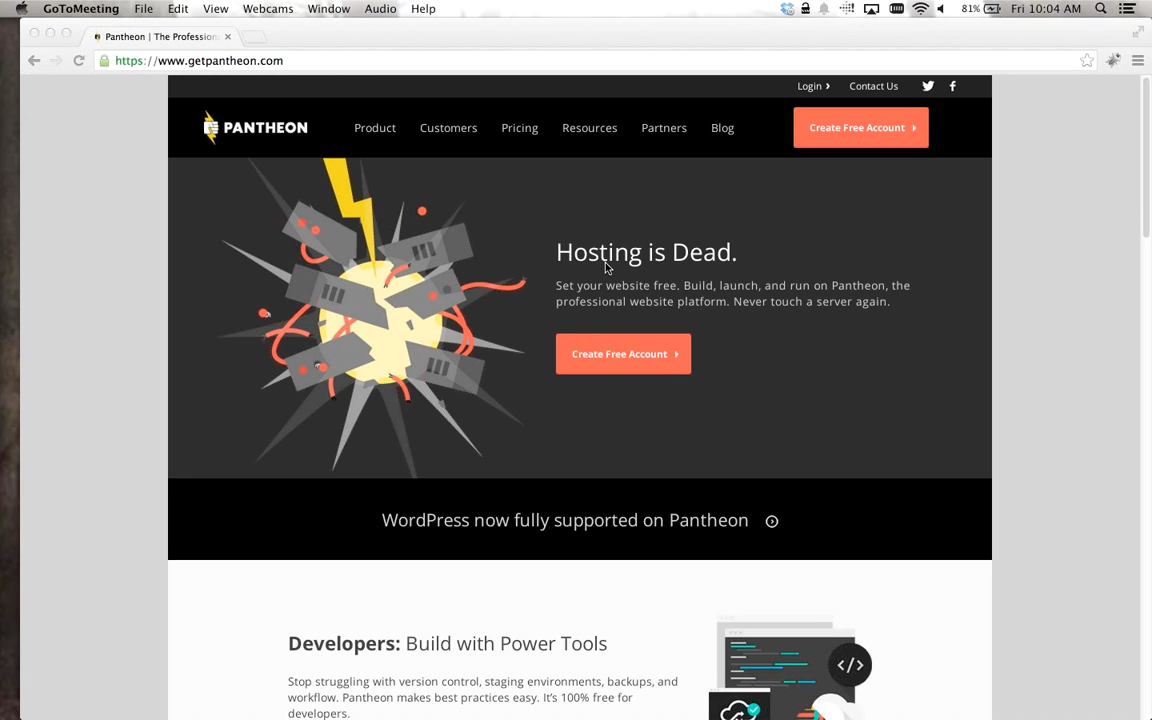 GoToMeeting File Edit View Webcams Window Audio Help 81% Fri 10:04 AM
Pantheon | The Profession
https://www.getpantheon.com
Login Contact Us
PANTHEON Product Customers Pricing Resources Partners Blog Create Free Account
Hosting is Dead.
Set your website free. Build, launch, and run on Pantheon, the
professional website platform. Never touch a server again.
Create Free Account
WordPress now fully supported on Pantheon
Developers: Build with Power Tools
Stop struggling with version control, staging environments, backups, and
workflow. Pantheon makes best practices easy. It's 100% free for
developers.